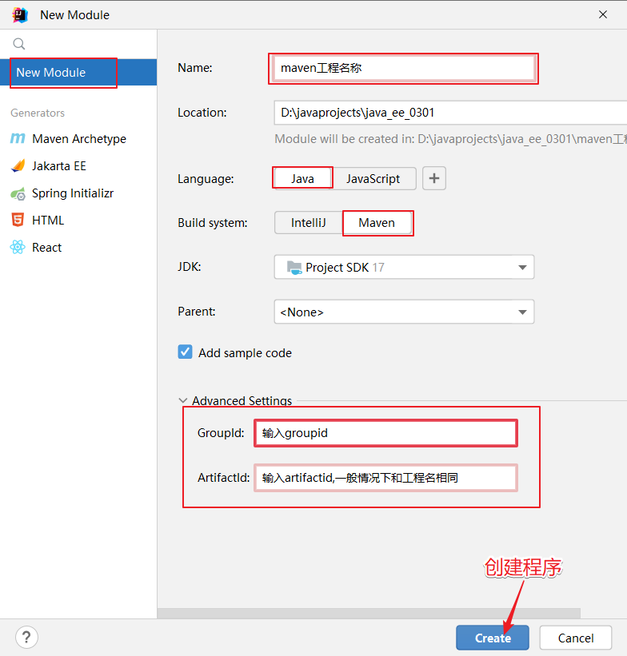 New Module
New Module
Generators
Maven Archetype
Jakarta EE
Spring Initializr
HTML
React
Name:
maven工程名称
Location:
D:\javaprojects\java_ee_0301
Module will be created in: D:\javaprojects\java_ee_0301\maven工
Language:
Java
JavaScript
+
Build system:
IntelliJ
Maven
JDK:
Project SDK 17
Parent:
<None>
Add sample code
Advanced Settings
GroupId:
输入groupid
ArtifactId:
输入artifactid,一般情况下和工程名相同
创建程序
?
Create
Cancel